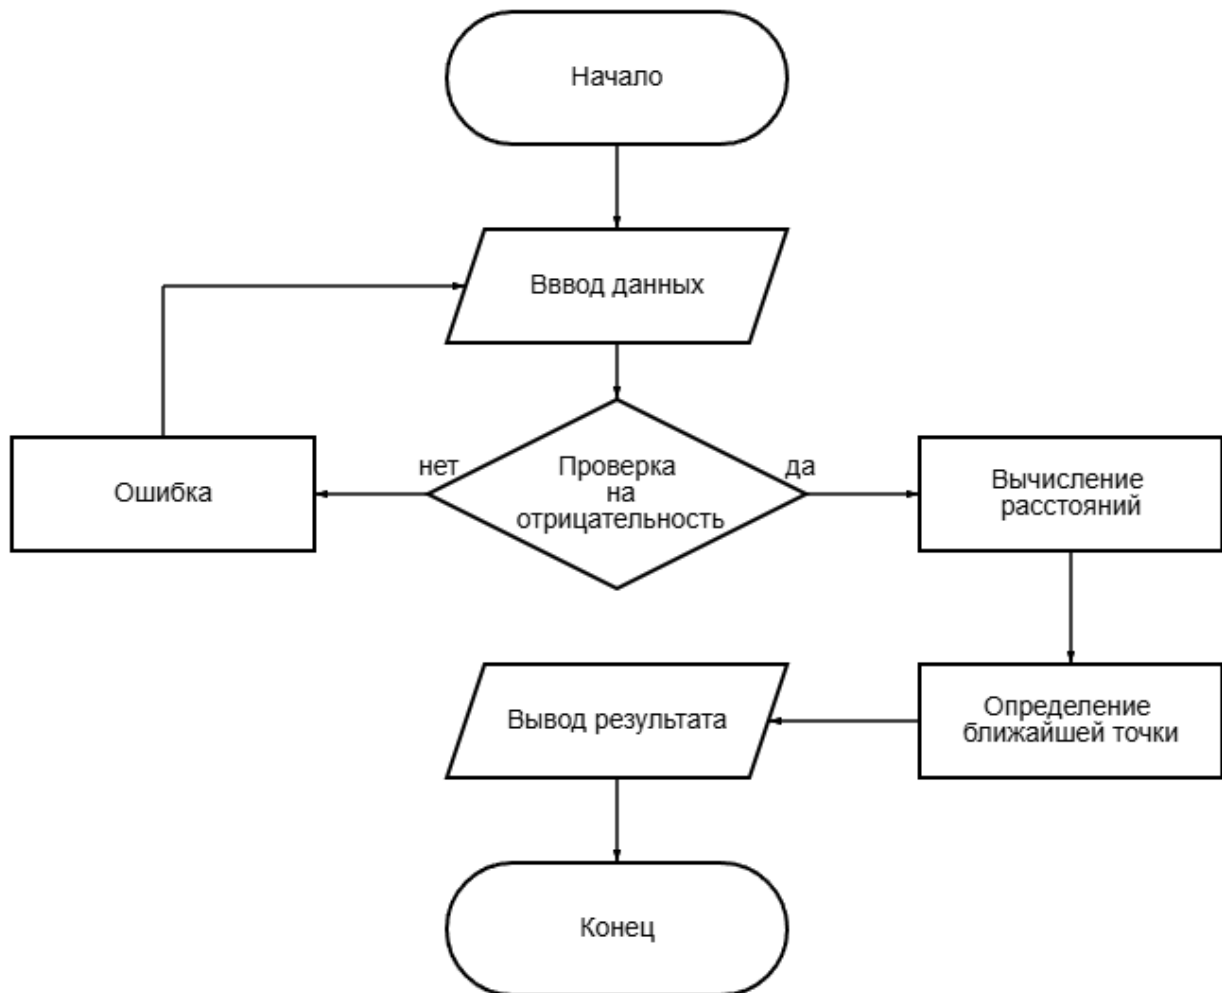 Начало
Вввод данных
нет
Проверка
на
отрицательность
да
Ошибка
Вычисление
расстояний
Вывод результата
Определение
ближайшей точки
Конец